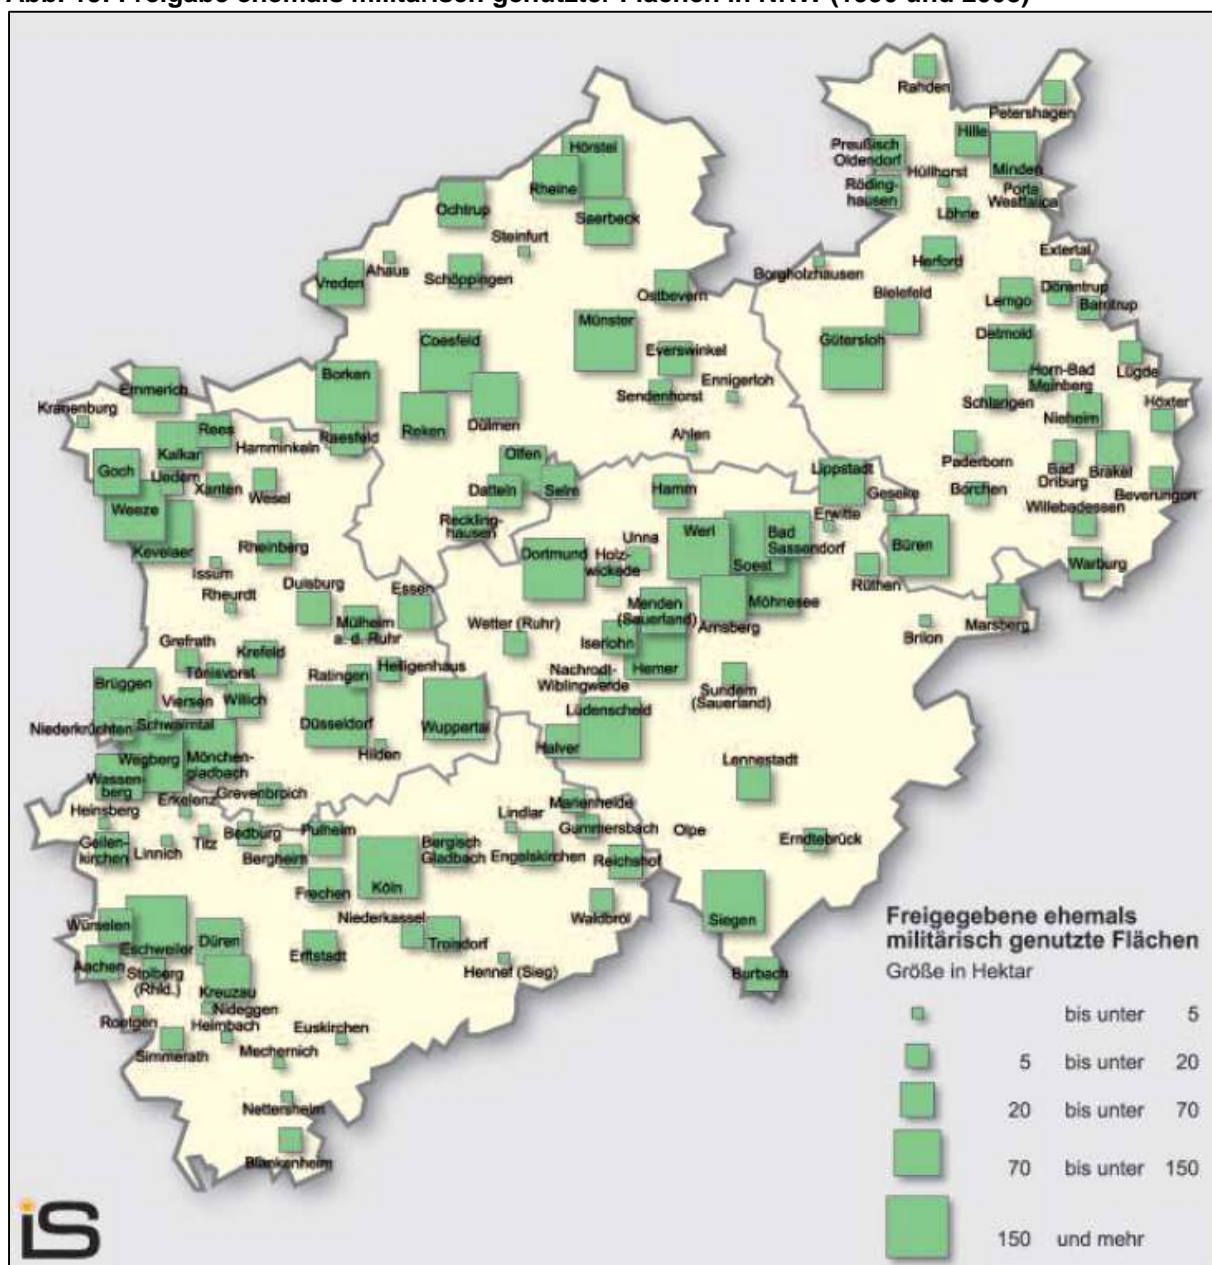 Rahden
Petershagen
Hille
Preußisch
Oldendorf
Minden
Hüllhorst
Röding-
hausen
Porta
Westfalica
Löhne
Hörstel
Rheine
Ochtrup
Saerbeck
Steinfurt
Ahaus
Schöppingen
Vreden
Ostbevern
Borgholzhausen
Herford
Extertal
Bielefeld
Lemgo
Dörentrup
Barntrup
Münster
Coesfeld
Everswinkel
Gütersloh
Detmold
Horn-Bad
Meinberg
Lügde
Borken
Ennigerloh
Sendenhorst
Schlangen
Nieheim
Höxter
Emmerich
Kranenburg
Rees
Hamminkeln
Raesfeld
Reken
Dülmen
Ahlen
Kalkar
Goch
Uedem
Xanten
Wesel
Olfen
Datteln
Selm
Hamm
Lippstadt
Geseke
Paderborn
Borchen
Bad
Driburg
Brakel
Beverungen
Willebadessen
Weeze
Kevelaer
Reckling-
hausen
Unna
Werl
Bad
Sassendorf
Soest
Erwitte
Büren
Warburg
Rheinberg
Issum
Rheurdt
Duisburg
Essen
Dortmund
Holz-
wickede
Rüthen
Menden
(Sauerland)
Möhnesee
Arnsberg
Marsberg
Brilon
Mülheim
a. d. Ruhr
Wetter (Ruhr)
Iserlohn
Hemer
Grefrath
Krefeld
Tönisvorst
Ratingen
Heiligenhaus
Nachrodt-
Wiblingwerde
Sundern
(Sauerland)
Brüggen
Viersen
Willich
Düsseldorf
Wuppertal
Lüdenscheid
Niederkrüchten
Schwalmtal
Halver
Hilden
Wegberg
Mönchen-
gladbach
Lennestadt
Wassen-
berg
Erkelenz
Grevenbroich
Heinsberg
Marienheide
Lindlar
Gummersbach
Olpe
Erndtebrück
Geilen-
kirchen
Linnich
Titz
Bedburg
Pulheim
Bergheim
Bergisch
Gladbach
Engelskirchen
Reichshof
Frechen
Köln
Niederkassel
Waldbröl
Siegen
Würselen
Eschweiler
Düren
Erftstadt
Troisdorf
Hennef (Sieg)
Burbach
Aachen
Stolberg
(Rhld.)
Kreuzau
Nideggen
Roetgen
Heimbach
Euskirchen
Simmerath
Mechernich
Nettersheim
Blankenheim
Freigegebene ehemals
militärisch genutzte Flächen
Größe in Hektar
bis unter 5
5 bis unter 20
20 bis unter 70
70 bis unter 150
150 und mehr
iS